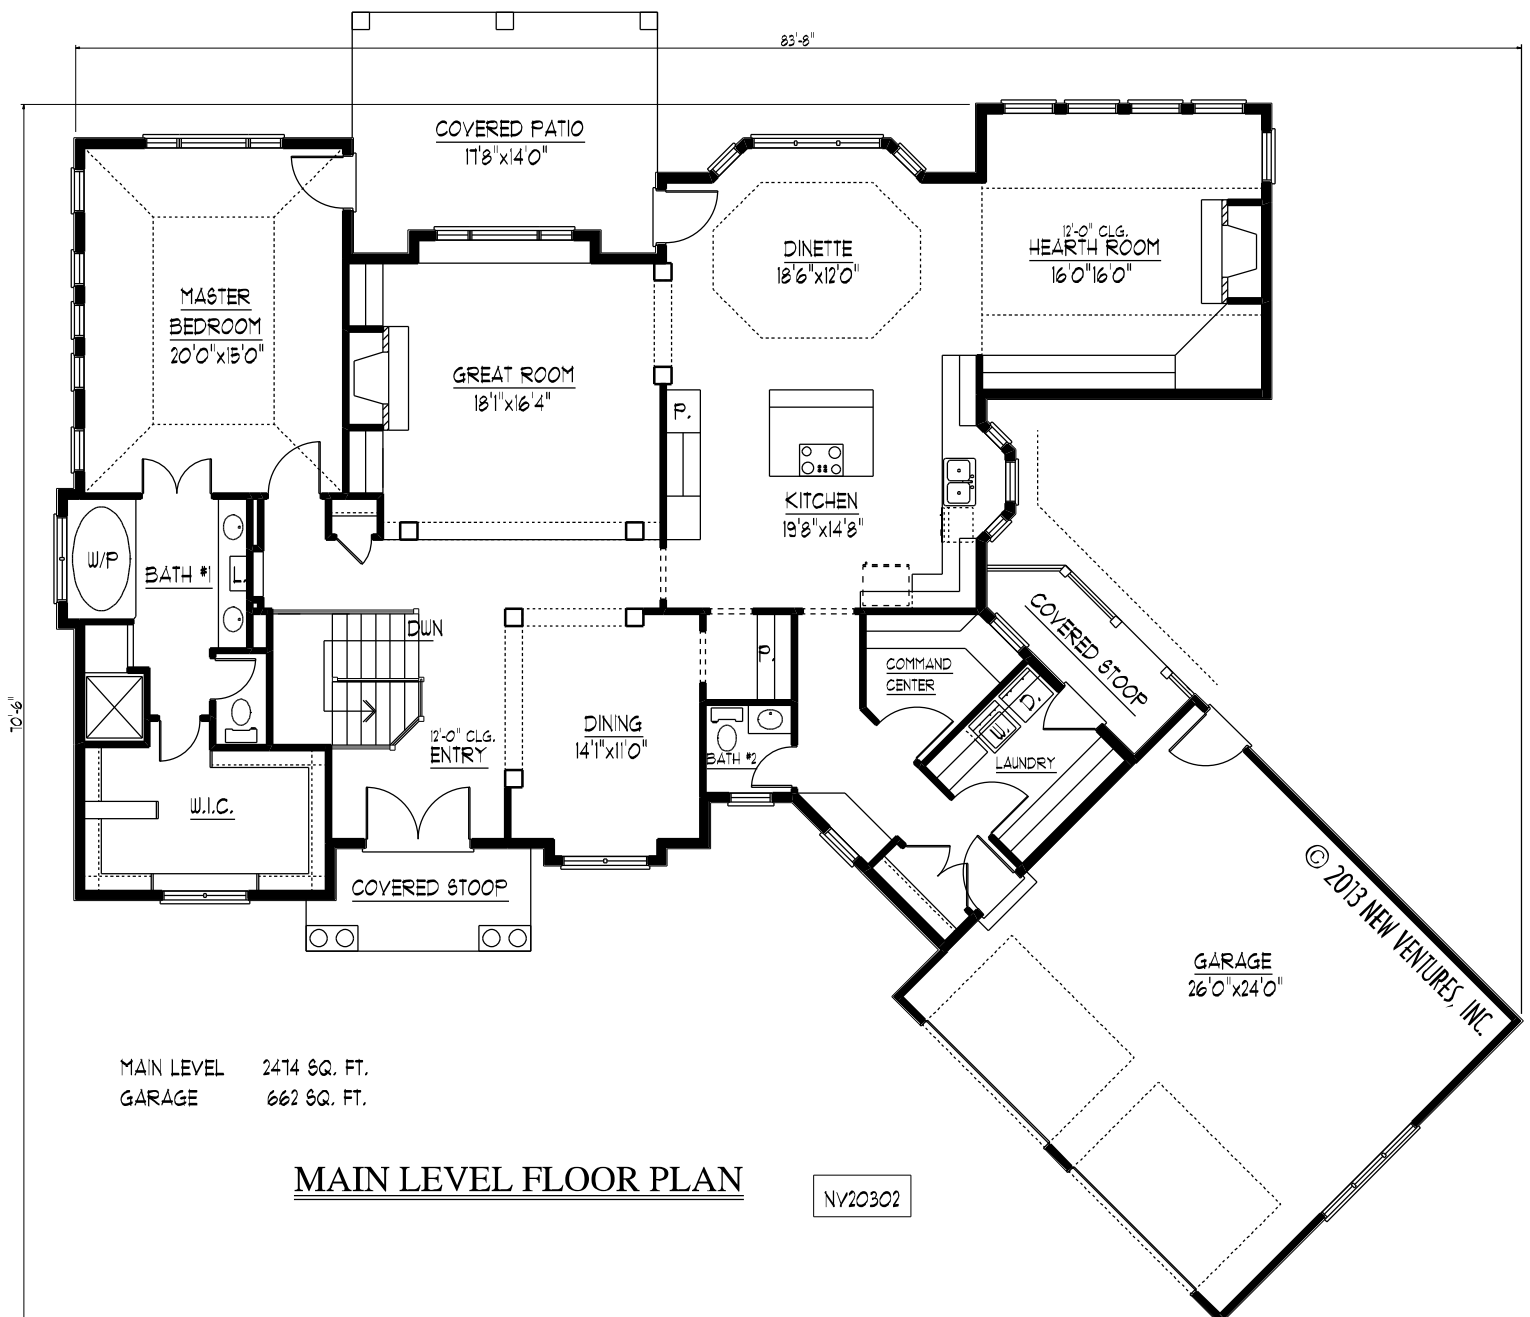 83'-8"
COVERED PATIO
17'8"x14'0"
12'-0" CLG.
HEARTH ROOM
16'0"16'0"
DINETTE
18'6"x12'0"
MASTER
BEDROOM
20'0"x15'0"
GREAT ROOM
18'1"x16'4"
P.
KITCHEN
19'8"x14'8"
W/P
BATH #1
L.
DWN
COVERED STOOP
P.
COMMAND
CENTER
D.
W.
LAUNDRY
70'-6"
12'-0" CLG.
ENTRY
DINING
14'1"x11'0"
BATH #2
W.I.C.
COVERED STOOP
GARAGE
26'0"x24'0"
© 2013 NEW VENTURES, INC.
MAIN LEVEL 2474 SQ. FT.
GARAGE 662 SQ. FT.
MAIN LEVEL FLOOR PLAN
NV20302